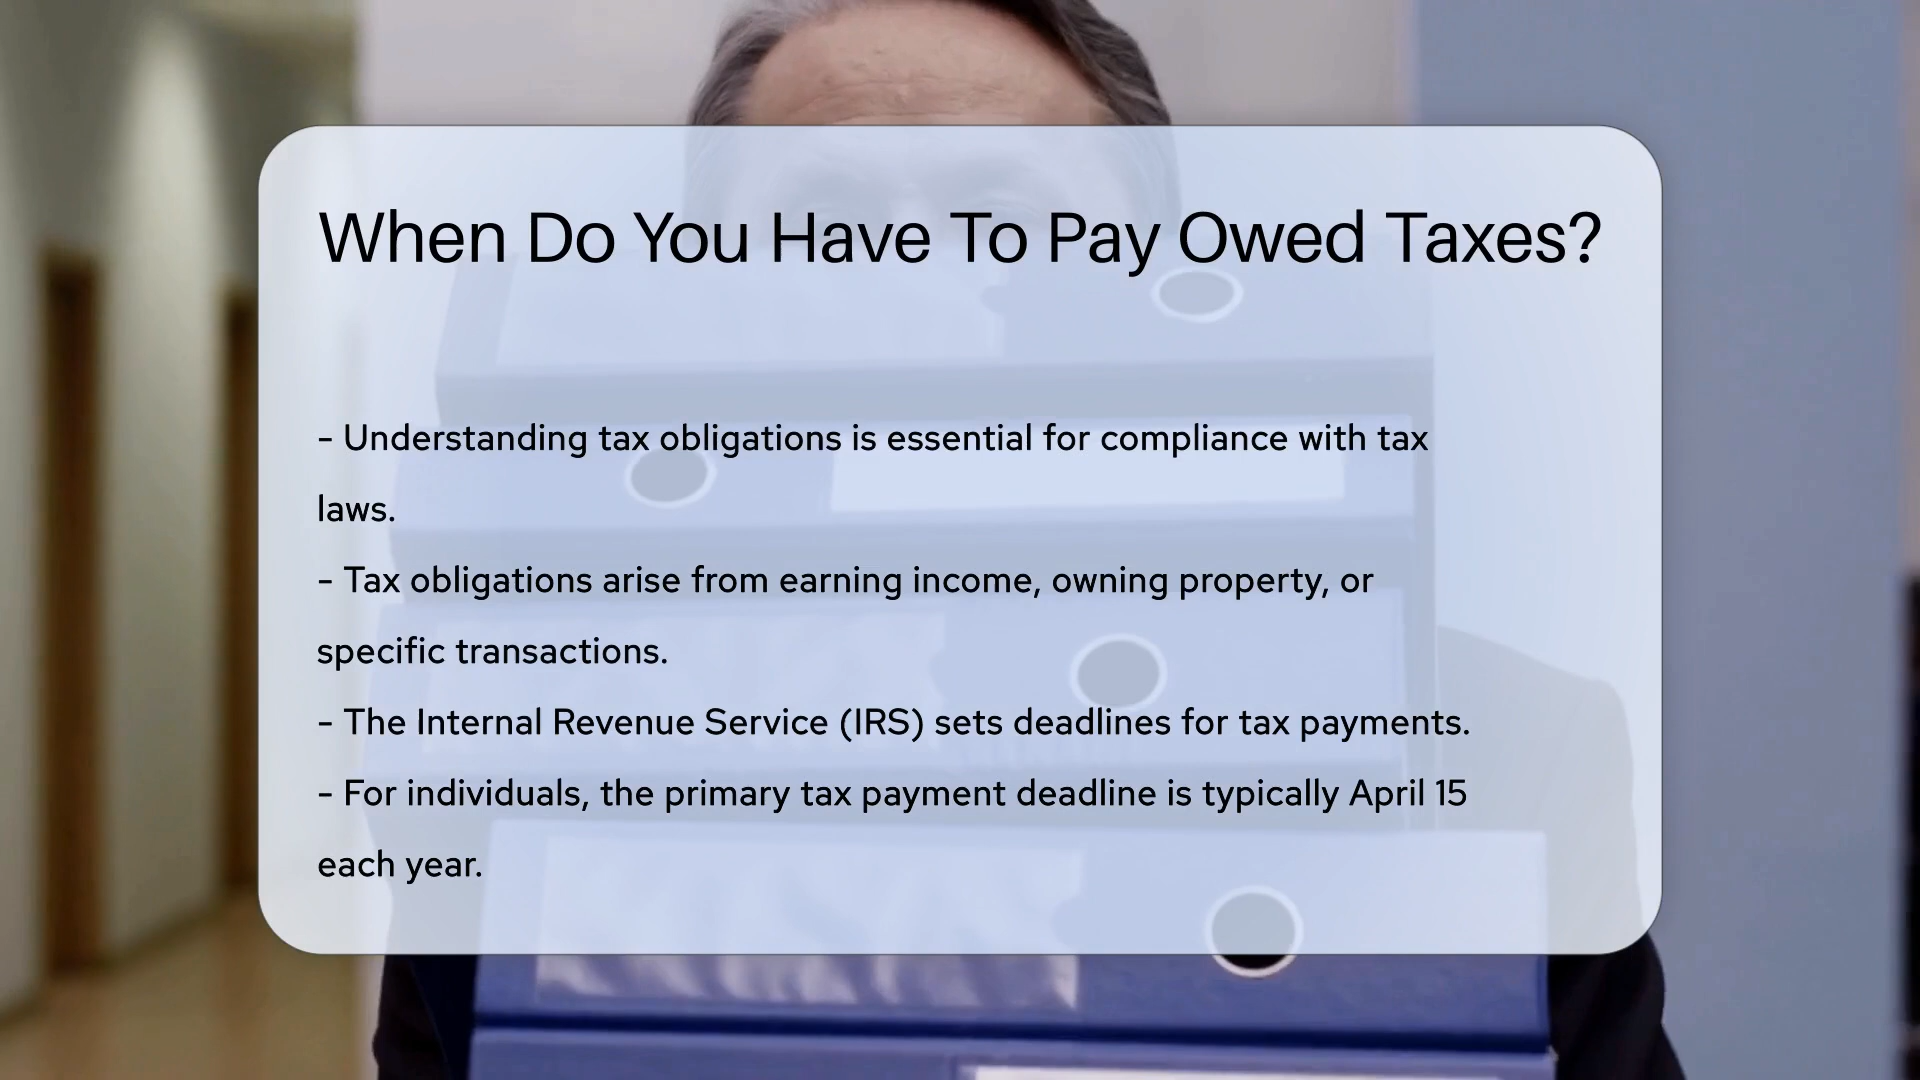 When Do You Have To Pay Owed Taxes?
- Understanding tax obligations is essential for compliance with tax
laws.
- Tax obligations arise from earning income, owning property, or
specific transactions.
- The Internal Revenue Service (IRS) sets deadlines for tax payments.
- For individuals, the primary tax payment deadline is typically April 15
each year.